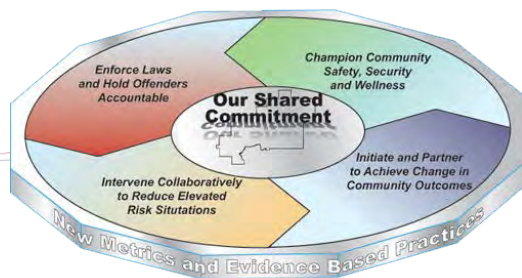 Enforce Laws
and Hold Offenders
Accountable
Champion Community
Safety, Security
and Wellness
Our Shared
Commitment
Intervene Collaboratively
to Reduce Elevated
Risk Situtations
Initiate and Partner
to Achieve Change in
Community Outcomes
New Metrics and Evidence Based Practices